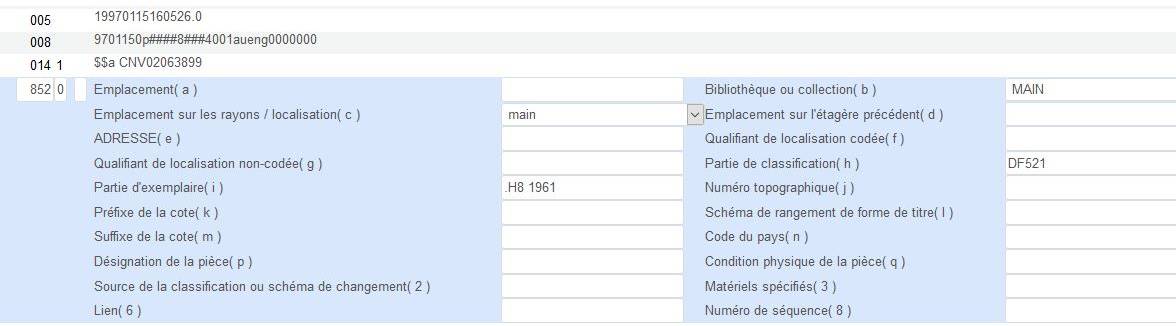 005 19970115160526.0
008 9701150p####8###4001aueng0000000
014 1 $$a CNV02063899
852 0 Emplacement( a ) Bibliothèque ou collection( b ) MAIN
Emplacement sur les rayons / localisation( c ) main Emplacement sur l'étagère précédent( d )
ADRESSE( e ) Qualifiant de localisation codée( f )
Qualifiant de localisation non-codée( g ) Partie de classification( h ) DF521
Partie d'exemplaire( i ) .H8 1961 Numéro topographique( j )
Préfixe de la cote( k ) Schéma de rangement de forme de titre( l )
Suffixe de la cote( m ) Code du pays( n )
Désignation de la pièce( p ) Condition physique de la pièce( q )
Source de la classification ou schéma de changement( 2 ) Matériels spécifiés( 3 )
Lien( 6 ) Numéro de séquence( 8 )